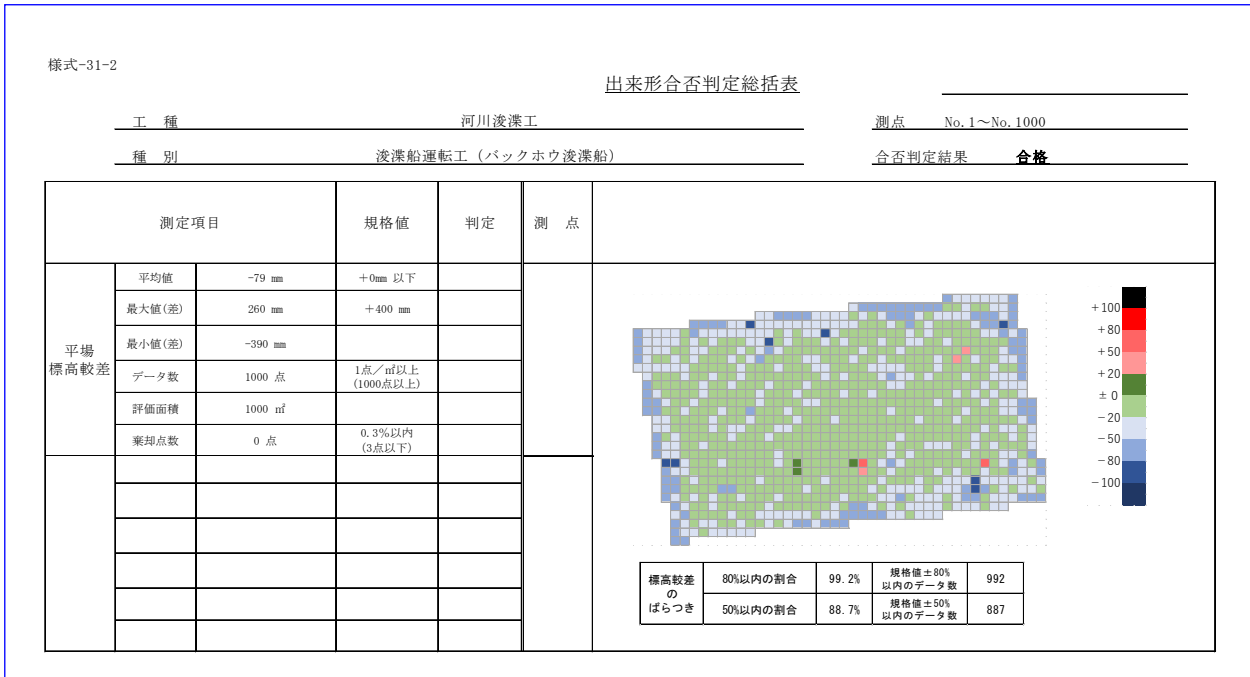 様式-31-2
出来形合否判定総括表
工 種 河川浚渫工 測点 No.1～No.1000
種 別 浚渫船運転工（バックホウ浚渫船） 合否判定結果 合格
測定項目 規格値 判定 測 点
平場
標高較差
平均値 -79 ㎜ +0㎜ 以下
最大値(差) 260 ㎜ +400 ㎜
最小値(差) -390 ㎜
データ数 1000 点 1点／㎡以上
(1000点以上)
評価面積 1000 ㎡
棄却点数 0 点 0.3%以内
(3点以下)
+100
+80
+50
+20
±0
-20
-50
-80
-100
標高較差
の
ばらつき
80%以内の割合 99.2% 規格値±80%
以内のデータ数 992
50%以内の割合 88.7% 規格値±50%
以内のデータ数 887